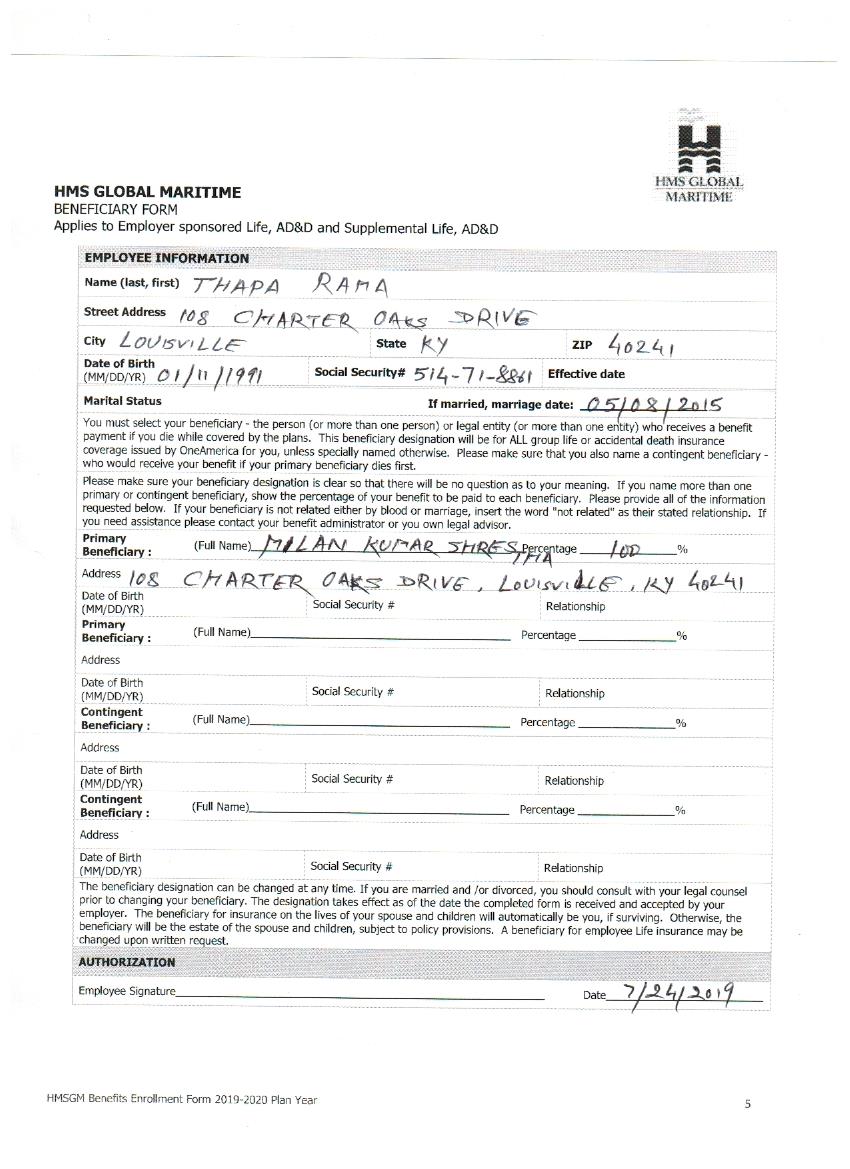 HMS GLOBAL
MARITIME
HMS GLOBAL MARITIME
BENEFICIARY FORM
Applies to Employer sponsored Life, AD&D and Supplemental Life, AD&D
EMPLOYEE INFORMATION
Name (last, first) THAPA RAMA
Street Address 108 CHARTER OAKS DRIVE
City LOUISVILLE State KY ZIP 40241
Date of Birth
(MM/DD/YR) 01/11/1991 Social Security# 514-71-8861 Effective date
Marital Status If married, marriage date: 05/08/2015
You must select your beneficiary - the person (or more than one person) or legal entity (or more than one entity) who receives a benefit
payment if you die while covered by the plans. This beneficiary designation will be for ALL group life or accidental death insurance
coverage issued by OneAmerica for you, unless specially named otherwise. Please make sure that you also name a contingent beneficiary -
who would receive your benefit if your primary beneficiary dies first.
Please make sure your beneficiary designation is clear so that there will be no question as to your meaning. If you name more than one
primary or contingent beneficiary, show the percentage of your benefit to be paid to each beneficiary. Please provide all of the information
requested below. If your beneficiary is not related either by blood or marriage, insert the word "not related" as their stated relationship. If
you need assistance please contact your benefit administrator or you own legal advisor.
Primary
Beneficiary : (Full Name) MILAN KUMAR SHRESTHA Percentage 100 %
Address 108 CHARTER OAKS DRIVE, LOUISVILLE, KY 40241
Date of Birth
(MM/DD/YR) Social Security # Relationship
Primary
Beneficiary : (Full Name) Percentage %
Address
Date of Birth
(MM/DD/YR) Social Security # Relationship
Contingent
Beneficiary : (Full Name) Percentage %
Address
Date of Birth
(MM/DD/YR) Social Security # Relationship
Contingent
Beneficiary : (Full Name) Percentage %
Address
Date of Birth
(MM/DD/YR) Social Security # Relationship
The beneficiary designation can be changed at any time. If you are married and /or divorced, you should consult with your legal counsel
prior to changing your beneficiary. The designation takes effect as of the date the completed form is received and accepted by your
employer. The beneficiary for insurance on the lives of your spouse and children will automatically be you, if surviving. Otherwise, the
beneficiary will be the estate of the spouse and children, subject to policy provisions. A beneficiary for employee Life insurance may be
changed upon written request.
AUTHORIZATION
Employee Signature Date 7/24/2019
HMSGM Benefits Enrollment Form 2019-2020 Plan Year 5